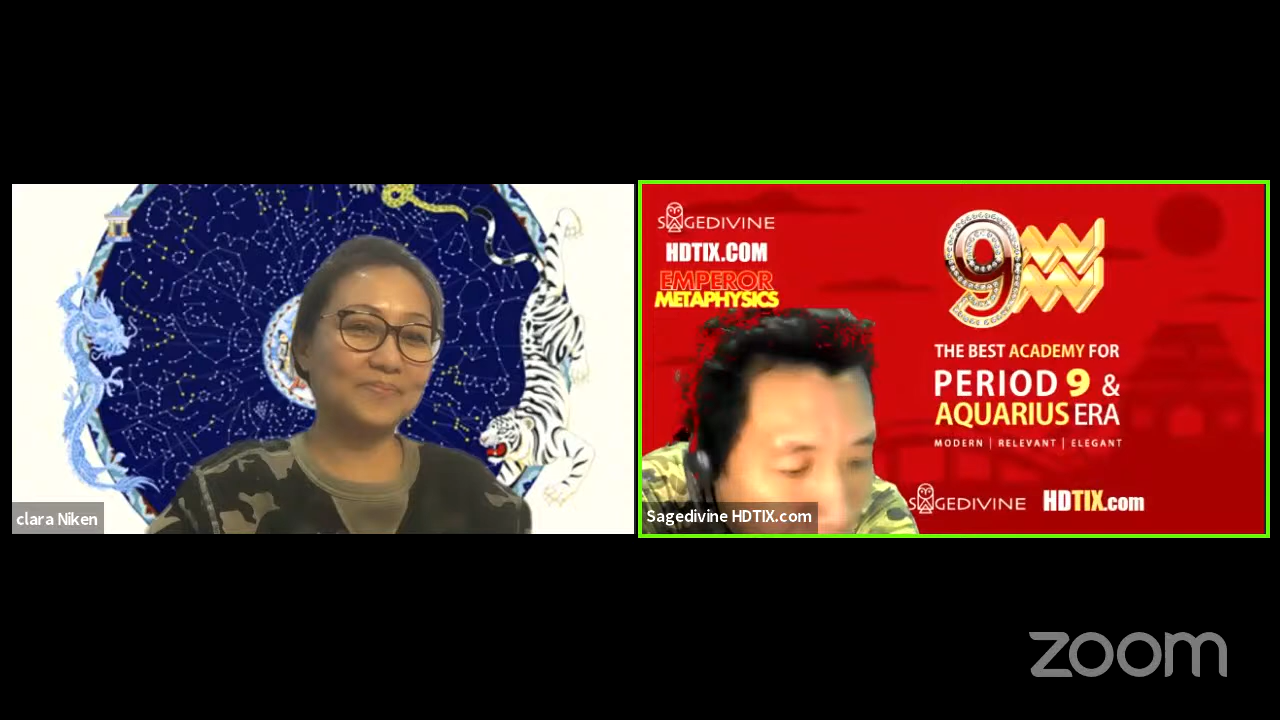 clara Niken
SAGEDIVINE
HDTIX.COM
EMPEROR
METAPHYSICS
9
THE BEST ACADEMY FOR
PERIOD 9 &
AQUARIUS ERA
MODERN | RELEVANT | ELEGANT
SAGEDIVINE HDTIX.com
Sagedivine HDTIX.com
zoom